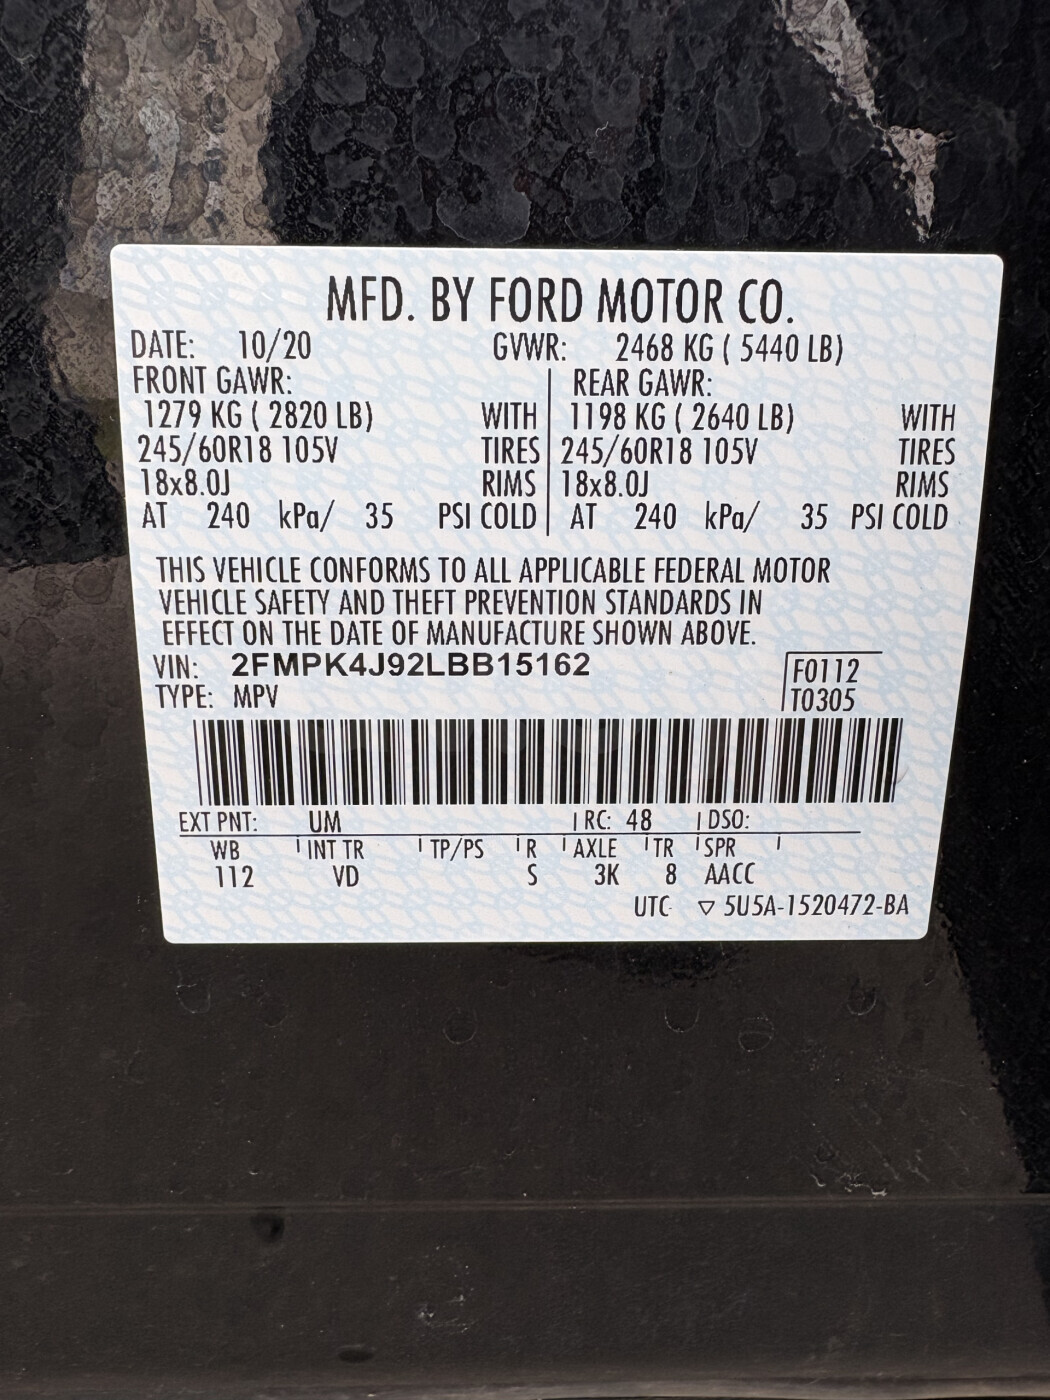 MFD. BY FORD MOTOR CO.
DATE: 10/20 GVWR: 2468 KG ( 5440 LB)
FRONT GAWR: REAR GAWR:
1279 KG ( 2820 LB) WITH 1198 KG ( 2640 LB) WITH
245/60R18 105V TIRES 245/60R18 105V TIRES
18x8.0J RIMS 18x8.0J RIMS
AT 240 kPa/ 35 PSI COLD AT 240 kPa/ 35 PSI COLD
THIS VEHICLE CONFORMS TO ALL APPLICABLE FEDERAL MOTOR
VEHICLE SAFETY AND THEFT PREVENTION STANDARDS IN
EFFECT ON THE DATE OF MANUFACTURE SHOWN ABOVE.
VIN: 2FMPK4J92LBB15162 F0112
TYPE: MPV T0305
EXT PNT: UM RC: 48 DSO:
WB INT TR TP/PS R AXLE TR SPR
112 VD S 3K 8 AACC
UTC ▽ 5U5A-1520472-BA